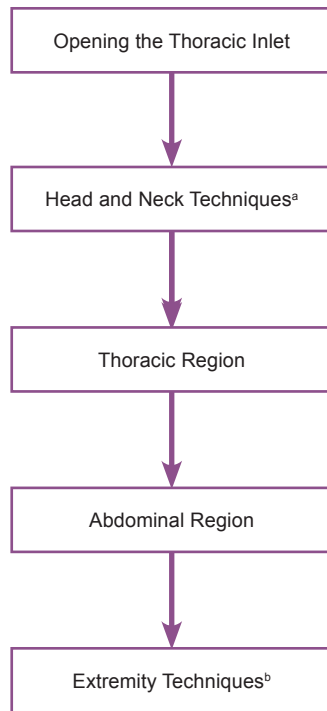 Opening the Thoracic Inlet
Head and Neck Techniquesᵃ
Thoracic Region
Abdominal Region
Extremity Techniquesᵇ